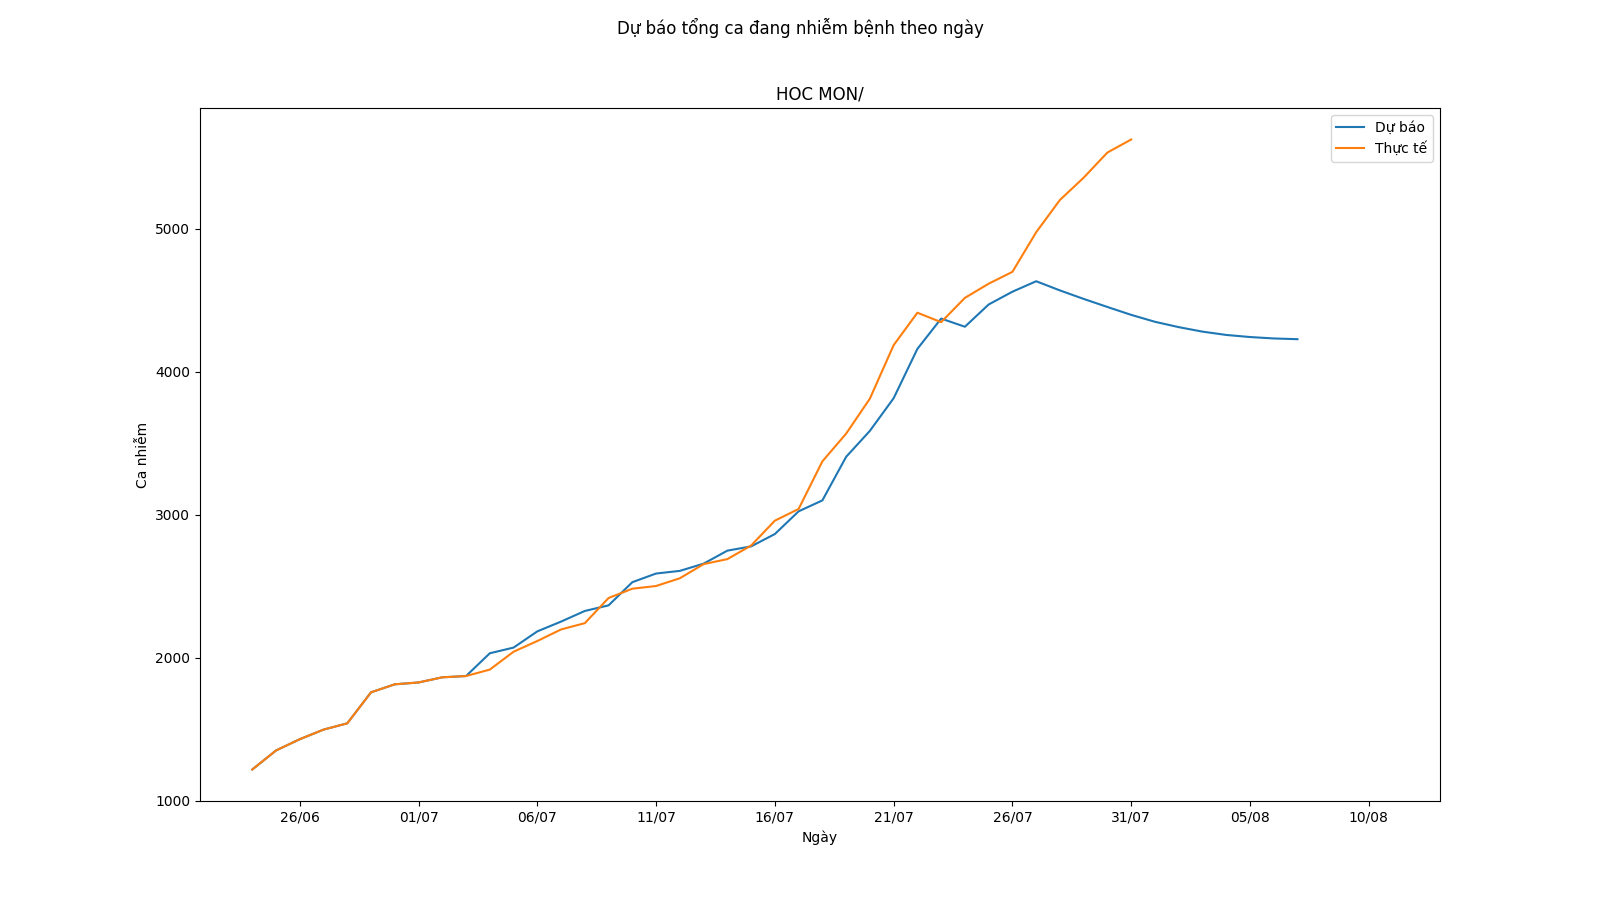 Dự báo tổng ca đang nhiễm bệnh theo ngày
HOC MON/
Dự báo
Thực tế
5000
4000
3000
2000
1000
Ca nhiễm
26/06
01/07
06/07
11/07
16/07
21/07
26/07
31/07
05/08
10/08
Ngày